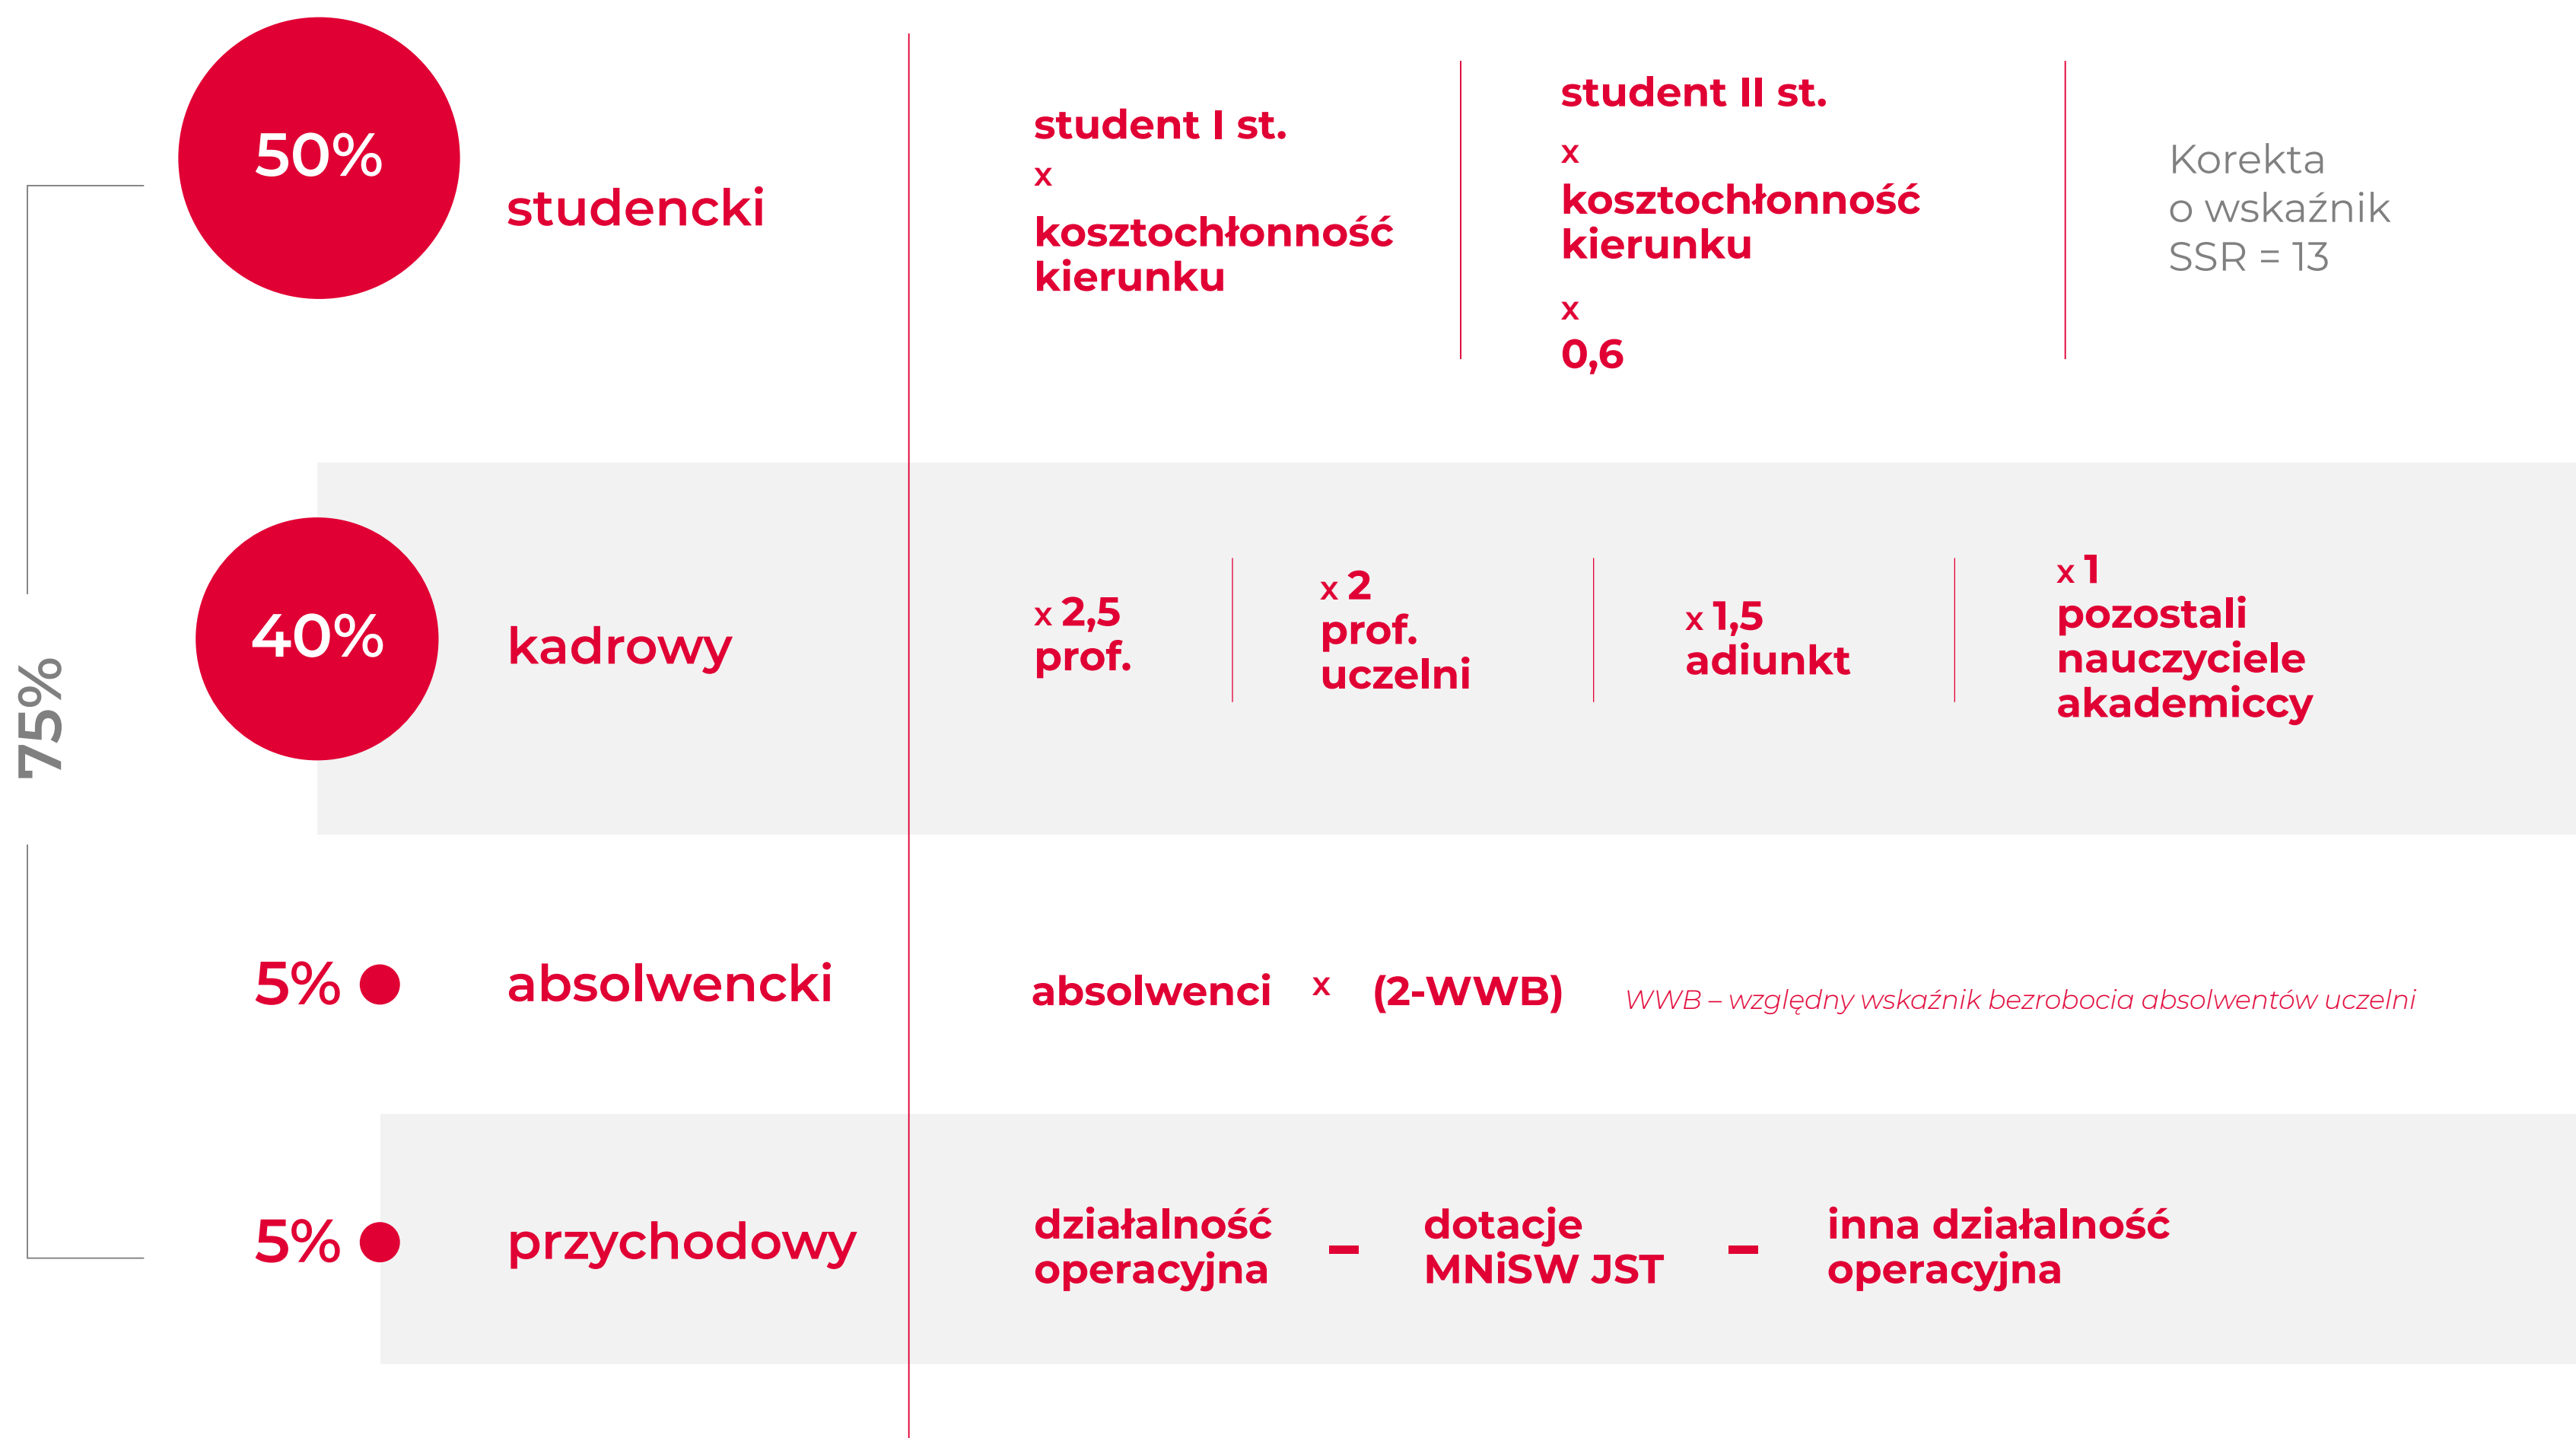 75%
50%
studencki
student I st.
x
kosztochłonność
kierunku
student II st.
x
kosztochłonność
kierunku
x
0,6
Korekta
o wskaźnik
SSR = 13
40%
kadrowy
x 2,5
prof.
x 2
prof.
uczelni
x 1,5
adiunkt
x 1
pozostali
nauczyciele
akademiccy
5%
absolwencki
absolwenci x (2-WWB)
WWB – względny wskaźnik bezrobocia absolwentów uczelni
5%
przychodowy
działalność
operacyjna
–
dotacje
MNiSW JST
–
inna działalność
operacyjna